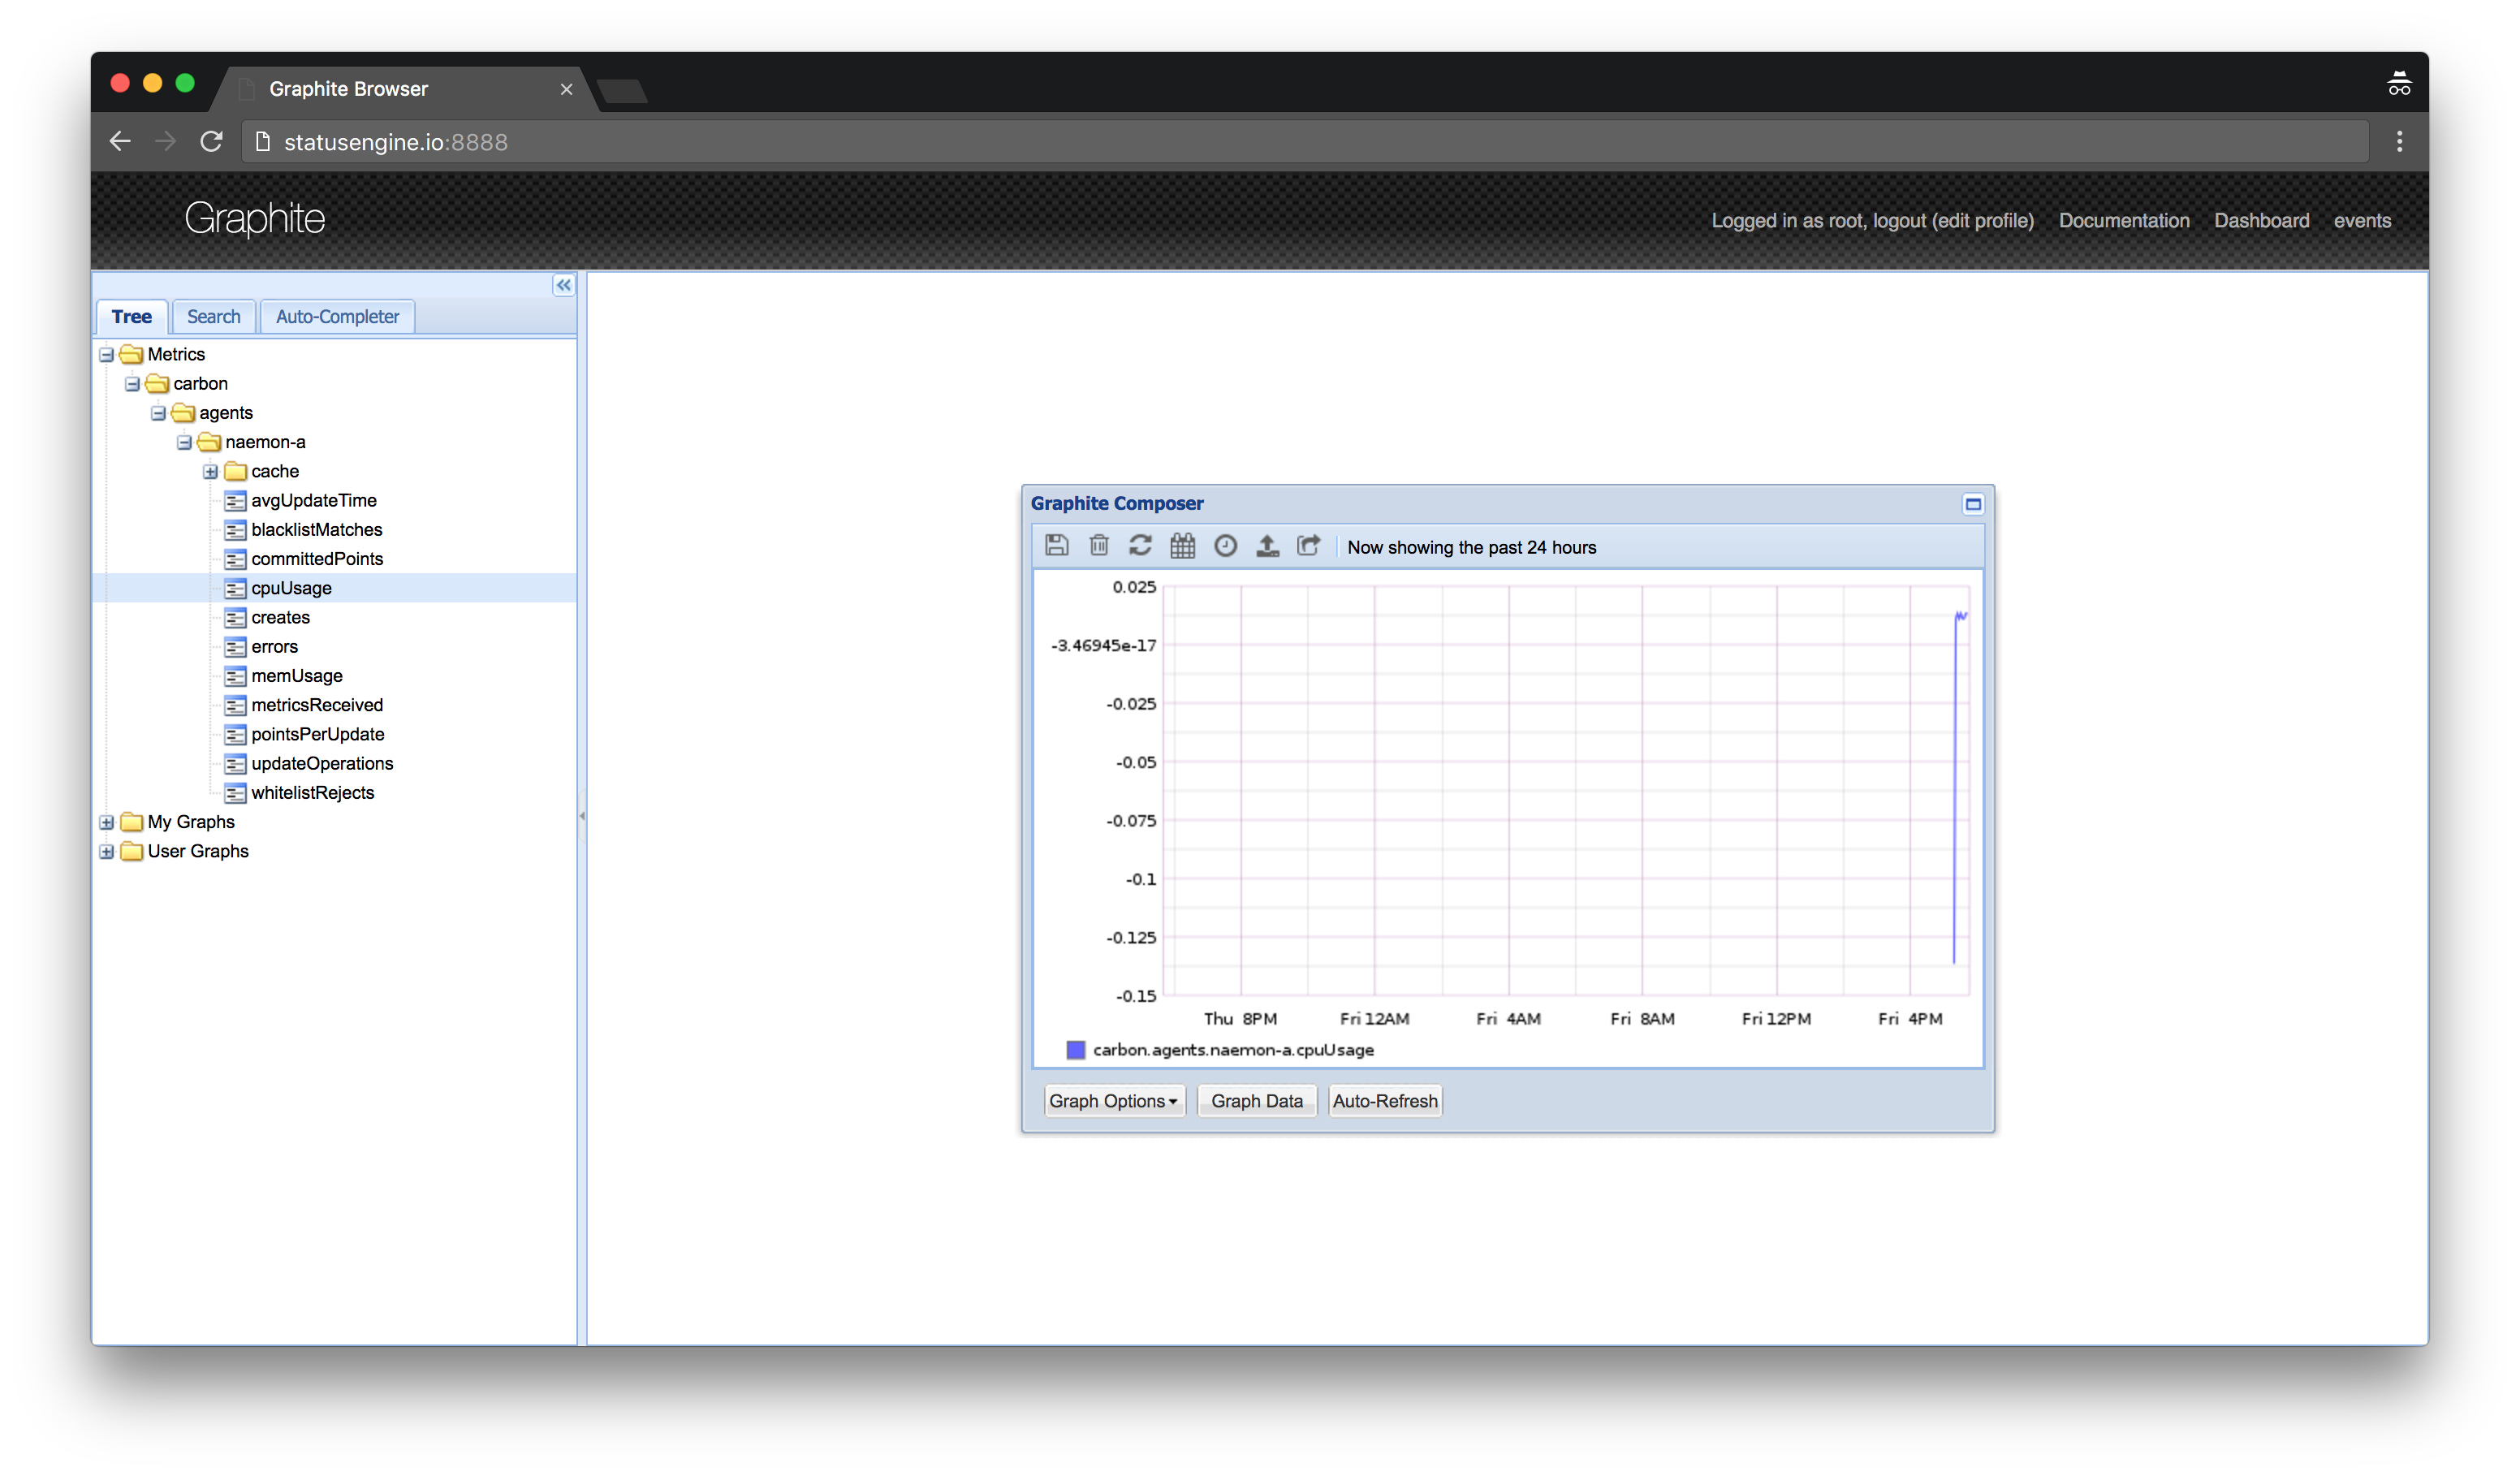 Graphite Browser
statusengine.io:8888
Graphite
Logged in as root, logout (edit profile) Documentation Dashboard events
Tree Search Auto-Completer
Metrics
carbon
agents
naemon-a
cache
avgUpdateTime
blacklistMatches
committedPoints
cpuUsage
creates
errors
memUsage
metricsReceived
pointsPerUpdate
updateOperations
whitelistRejects
My Graphs
User Graphs
Graphite Composer
Now showing the past 24 hours
0.025
-3.46945e-17
-0.025
-0.05
-0.075
-0.1
-0.125
-0.15
Thu 8PM Fri 12AM Fri 4AM Fri 8AM Fri 12PM Fri 4PM
carbon.agents.naemon-a.cpuUsage
Graph Options Graph Data Auto-Refresh